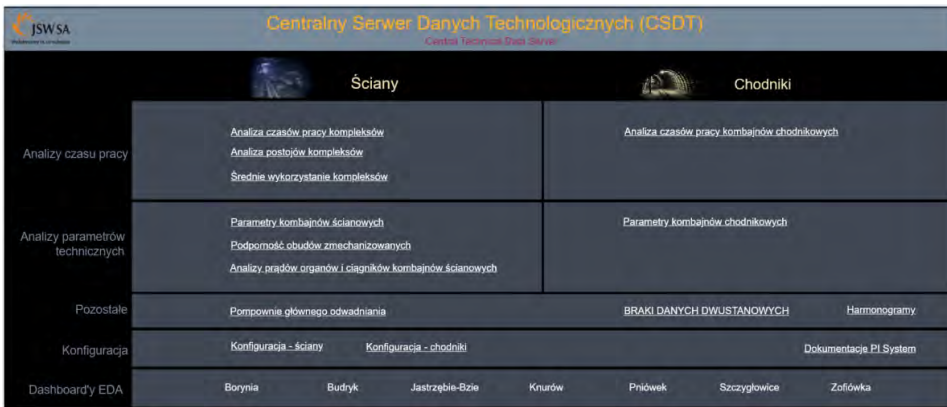 JSW SA
Centralny Serwer Danych Technologicznych (CSDT)
Central Technical Data Server
Ściany
Chodniki
Analizy czasu pracy
Analiza czasów pracy kompleksów
Analiza postojów kompleksów
Średnie wykorzystanie kompleksów
Analiza czasów pracy kombajnów chodnikowych
Analizy parametrów
technicznych
Parametry kombajnów ścianowych
Podporność obudów zmechanizowanych
Analizy prądów organów i ciągników kombajnów ścianowych
Parametry kombajnów chodnikowych
Pozostałe
Pompownie głównego odwadniania
BRAKI DANYCH DWUSTANOWYCH
Harmonogramy
Konfiguracja
Konfiguracja - ściany
Konfiguracja - chodniki
Dokumentacje PI System
Dashboard'y EDA
Borynia
Budryk
Jastrzębie-Bzie
Knurów
Pniówek
Szczygłowice
Zofiówka